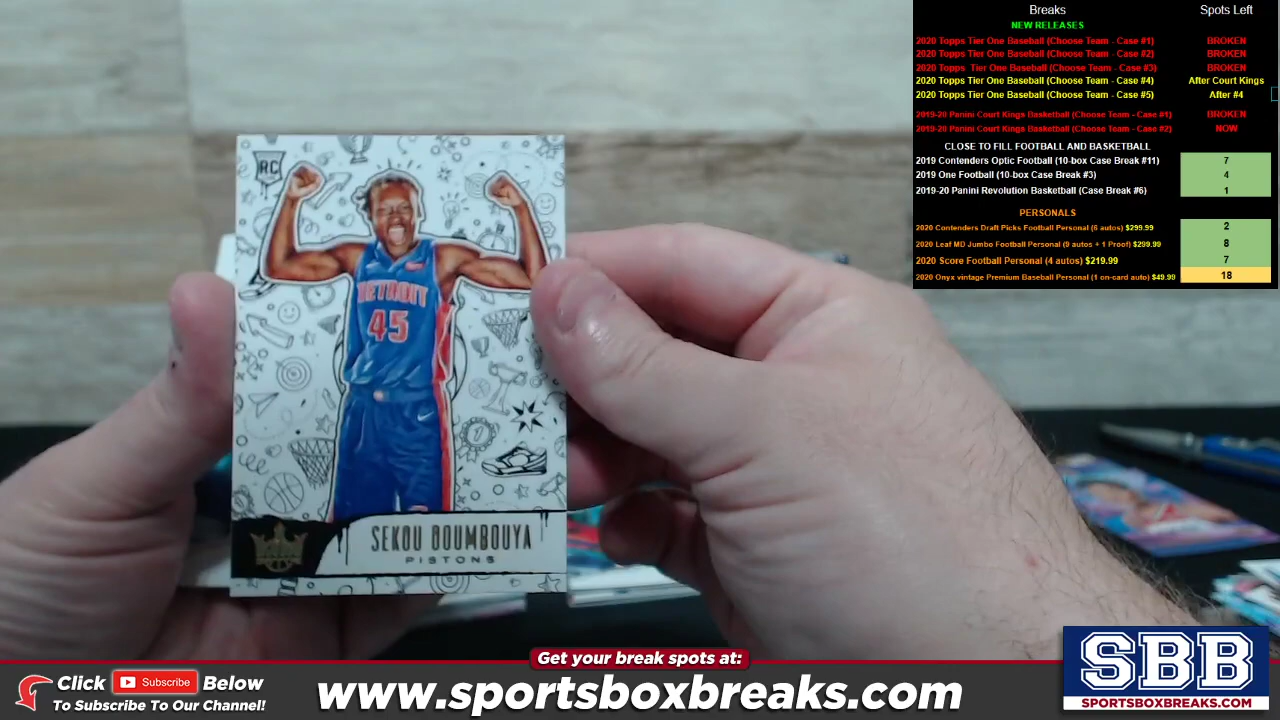 Breaks Spots Left
NEW RELEASES
2020 Topps Tier One Baseball (Choose Team - Case #1) BROKEN
2020 Topps Tier One Baseball (Choose Team - Case #2) BROKEN
2020 Topps Tier One Baseball (Choose Team - Case #3) BROKEN
2020 Topps Tier One Baseball (Choose Team - Case #4) After Court Kings
2020 Topps Tier One Baseball (Choose Team - Case #5) After #4
2019-20 Panini Court Kings Basketball (Choose Team - Case #1) BROKEN
2019-20 Panini Court Kings Basketball (Choose Team - Case #2) NOW
CLOSE TO FILL FOOTBALL AND BASKETBALL
2019 Contenders Optic Football (10-box Case Break #11) 7
2019 One Football (10-box Case Break #3) 4
2019-20 Panini Revolution Basketball (Case Break #6) 1
PERSONALS
2020 Contenders Draft Picks Football Personal (6 autos) $299.99 2
2020 Leaf MD Jumbo Football Personal (9 autos + 1 Proof) $299.99 8
2020 Score Football Personal (4 autos) $219.99 7
2020 Onyx vintage Premium Baseball Personal (1 on-card auto) $49.99 18
RC
DETROIT
45
1
SEKOU DOUMBOUYA
PISTONS
Get your break spots at:
Click Subscribe Below
To Subscribe To Our Channel!
www.sportsboxbreaks.com
SBB
SPORTSBOXBREAKS.COM